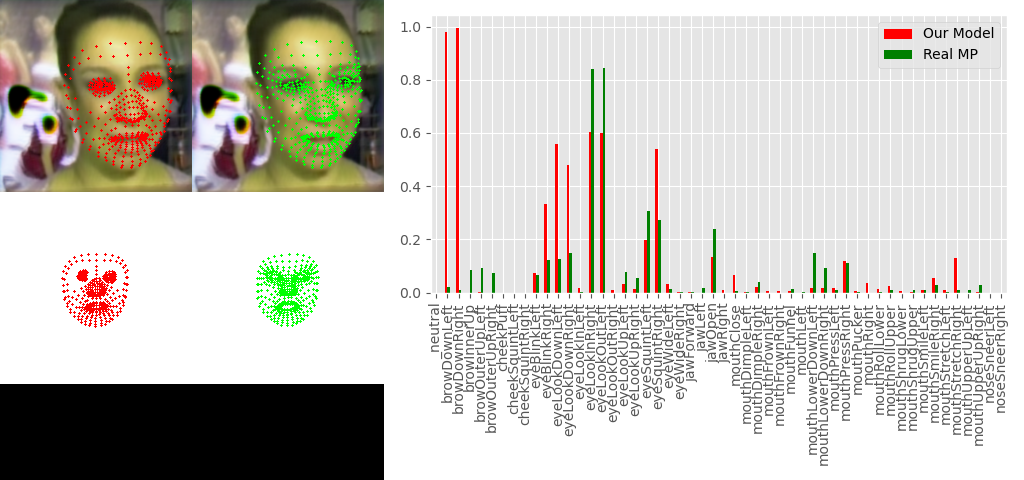 Our Model
Real MP
1.0
0.8
0.6
0.4
0.2
0.0
neutral
browDownLeft
browDownRight
browInnerUp
browOuterUpLeft
browOuterUpRight
CheekPuff
cheekSquintLeft
cheekSquintRight
eyeBlinkLeft
eyeBlinkRight
eyeLookDownLeft
eyeLookDownRight
eyeLookInLeft
eyeLookInRight
eyeLookOutLeft
eyeLookOutRight
eyeLookUpLeft
eyeLookUpRight
eyeSquintLeft
eyeSquintRight
eyeWideLeft
eyeWideRight
jawForward
jawLeft
jawOpen
jawRight
mouthClose
mouthDimpleLeft
mouthDimpleRight
mouthFrownLeft
mouthFrownRight
mouthFunnel
mouthLeft
mouthLowerDownLeft
mouthLowerDownRight
mouthPressLeft
mouthPressRight
mouthPucker
mouthRight
mouthRollLower
mouthRollUpper
mouthShrugLower
mouthShrugUpper
mouthSmileLeft
mouthSmileRight
mouthStretchLeft
mouthStretchRight
mouthUpperUpLeft
mouthUpperUpRight
noseSneerLeft
noseSneerRight